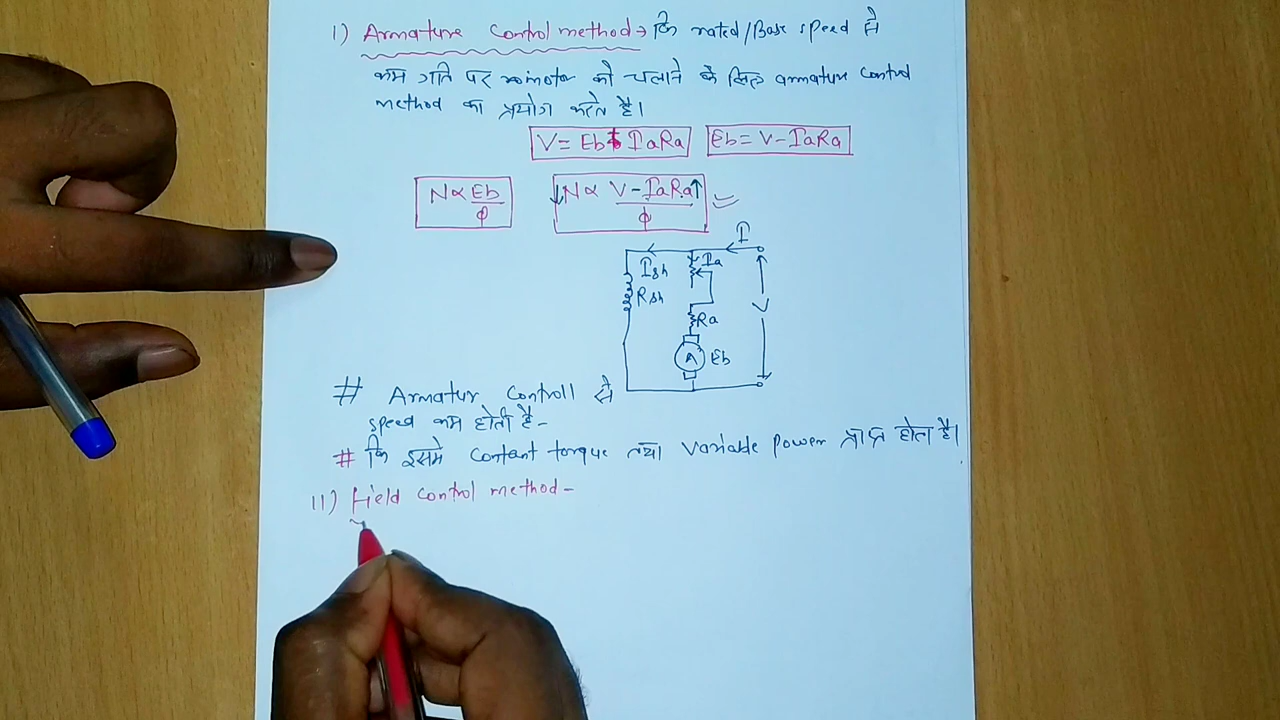 I) Armature Control method → कि rated/Base speed से
कम गति पर motor को चलाने के लिए armature control
method का प्रयोग करते है।
V = Eb + IaRa Eb = V - IaRa
N ∝ Eb/ϕ ↓N ∝ V - IaRa↑/ϕ
I
Ish Ia
Rsh
V
Ra
A Eb
# Armatur Controll से
speed कम होती है -
# कि इसमे Contant torque तथा Variable power प्राप्त होता है।
II) Field Control method -